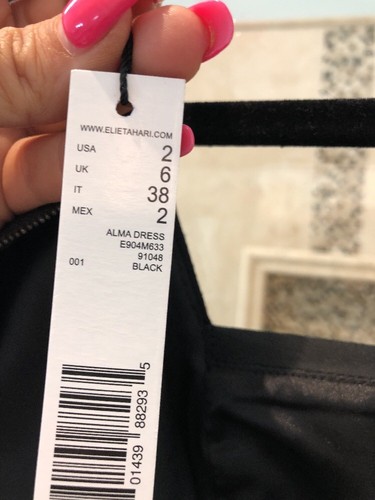 WWW.ELIETAHARI.COM
USA 2
UK 6
IT 38
MEX 2
ALMA DRESS
E904M633
91048
001 BLACK
01439 88293 5